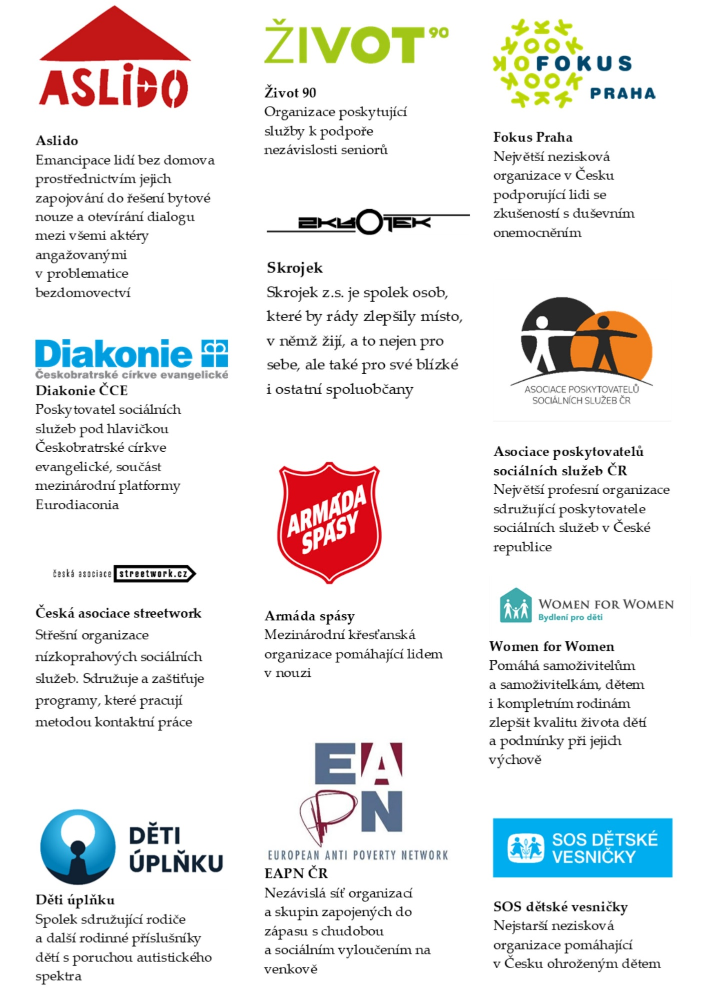 ASLiDO
Aslido
Emancipace lidí bez domova
prostřednictvím jejich
zapojování do řešení bytové
nouze a otevírání dialogu
mezi všemi aktéry
angažovanými
v problematice
bezdomovectví
Diakonie
Českobratrské církve evangelické
Diakonie ČCE
Poskytovatel sociálních
služeb pod hlavičkou
Českobratrské církve
evangelické, součást
mezinárodní platformy
Eurodiaconia
česká asociace streetwork.cz
Česká asociace streetwork
Střešní organizace
nízkoprahových sociálních
služeb. Sdružuje a zaštiťuje
programy, které pracují
metodou kontaktní práce
DĚTI
ÚPLŇKU
Děti úplňku
Spolek sdružující rodiče
a další rodinné příslušníky
dětí s poruchou autistického
spektra
ŽIVOT 90
Život 90
Organizace poskytující
služby k podpoře
nezávislosti seniorů
SKROJEK
Skrojek
Skrojek z.s. je spolek osob,
které by rády zlepšily místo,
v němž žijí, a to nejen pro
sebe, ale také pro své blízké
i ostatní spoluobčany
ARMÁDA
SPÁSY
Armáda spásy
Mezinárodní křesťanská
organizace pomáhající lidem
v nouzi
EA
PN
EUROPEAN ANTI POVERTY NETWORK
EAPN ČR
Nezávislá síť organizací
a skupin zapojených do
zápasu s chudobou
a sociálním vyloučením na
venkově
FOKUS
PRAHA
Fokus Praha
Největší nezisková
organizace v Česku
podporující lidi se
zkušeností s duševním
onemocněním
ASOCIACE POSKYTOVATELŮ
SOCIÁLNÍCH SLUŽEB ČR
Asociace poskytovatelů
sociálních služeb ČR
Největší profesní organizace
sdružující poskytovatele
sociálních služeb v České
republice
WOMEN FOR WOMEN
Bydlení pro děti
Women for Women
Pomáhá samoživitelům
a samoživitelkám, dětem
i kompletním rodinám
zlepšit kvalitu života dětí
a podmínky při jejich
výchově
SOS DĚTSKÉ
VESNIČKY
SOS dětské vesničky
Nejstarší nezisková
organizace pomáhající
v Česku ohroženým dětem